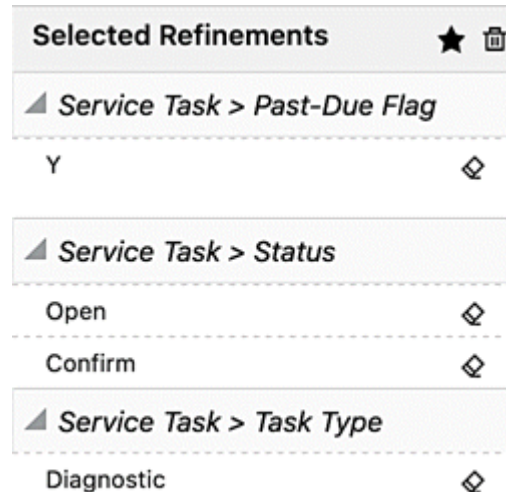 Selected Refinements
Service Task > Past-Due Flag
Y
Service Task > Status
Open
Confirm
Service Task > Task Type
Diagnostic